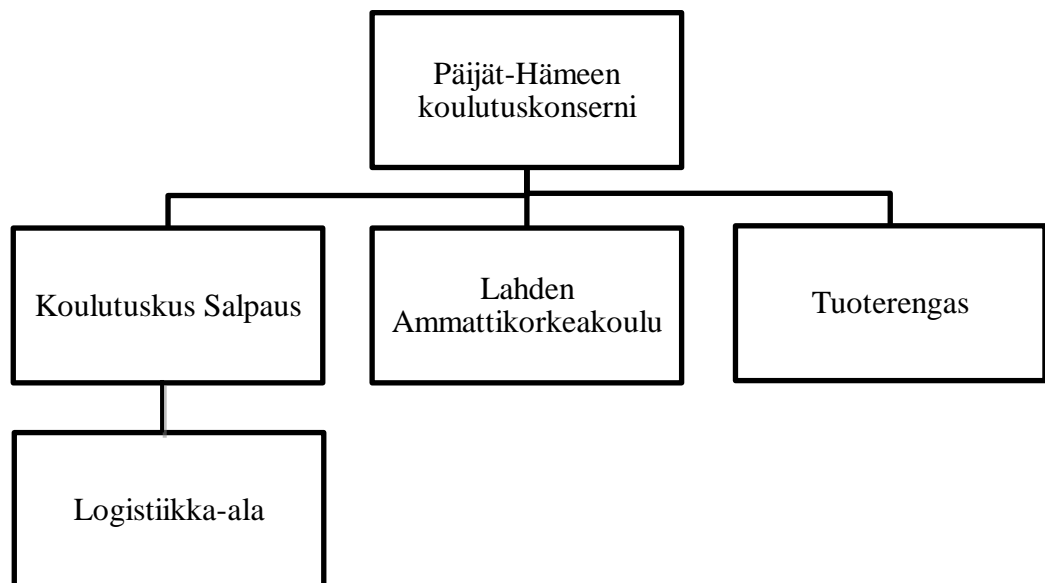 Päijät-Hämeen
koulutuskonserni
Koulutuskus Salpaus
Lahden
Ammattikorkeakoulu
Tuoterengas
Logistiikka-ala